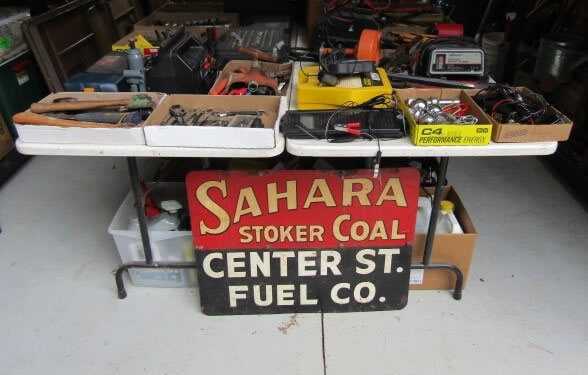 C4
PERFORMANCE ENERGY
SAHARA
STOKER COAL
CENTER ST.
FUEL CO.